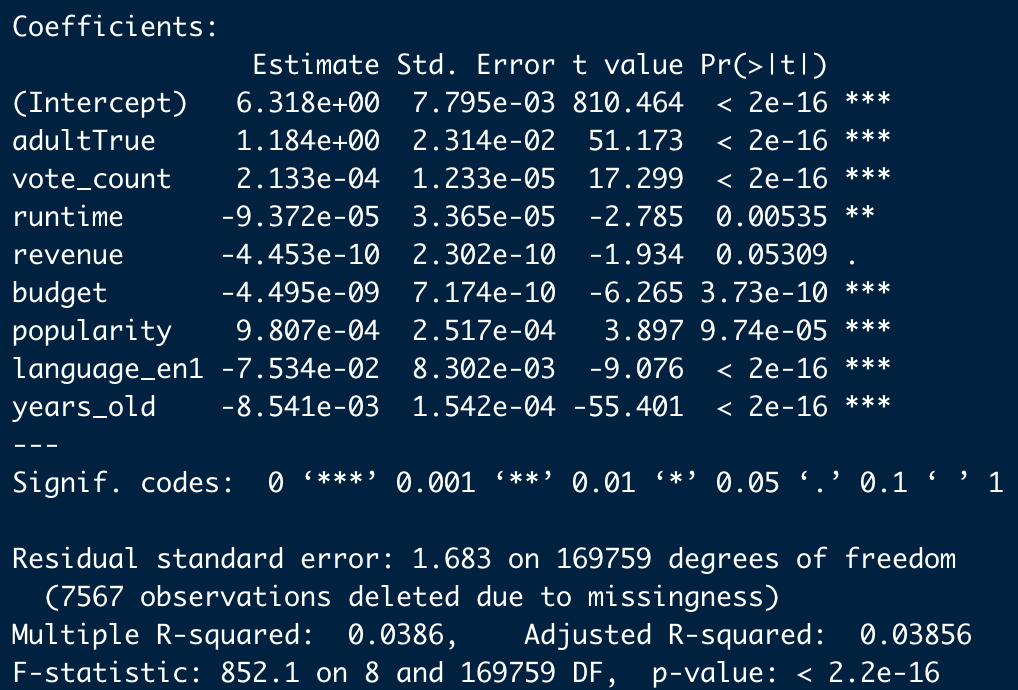 Coefficients:
              Estimate Std. Error t value Pr(>|t|)
(Intercept)  6.318e+00  7.795e-03 810.464  < 2e-16 ***
adultTrue    1.184e+00  2.314e-02  51.173  < 2e-16 ***
vote_count   2.133e-04  1.233e-05  17.299  < 2e-16 ***
runtime     -9.372e-05  3.365e-05  -2.785  0.00535 **
revenue     -4.453e-10  2.302e-10  -1.934  0.05309 .
budget      -4.495e-09  7.174e-10  -6.265 3.73e-10 ***
popularity   9.807e-04  2.517e-04   3.897 9.74e-05 ***
language_en1 -7.534e-02  8.302e-03  -9.076  < 2e-16 ***
years_old   -8.541e-03  1.542e-04 -55.401  < 2e-16 ***
---
Signif. codes:  0 ‘***’ 0.001 ‘**’ 0.01 ‘*’ 0.05 ‘.’ 0.1 ‘ ’ 1
Residual standard error: 1.683 on 169759 degrees of freedom
  (7567 observations deleted due to missingness)
Multiple R-squared:  0.0386,    Adjusted R-squared:  0.03856
F-statistic: 852.1 on 8 and 169759 DF,  p-value: < 2.2e-16